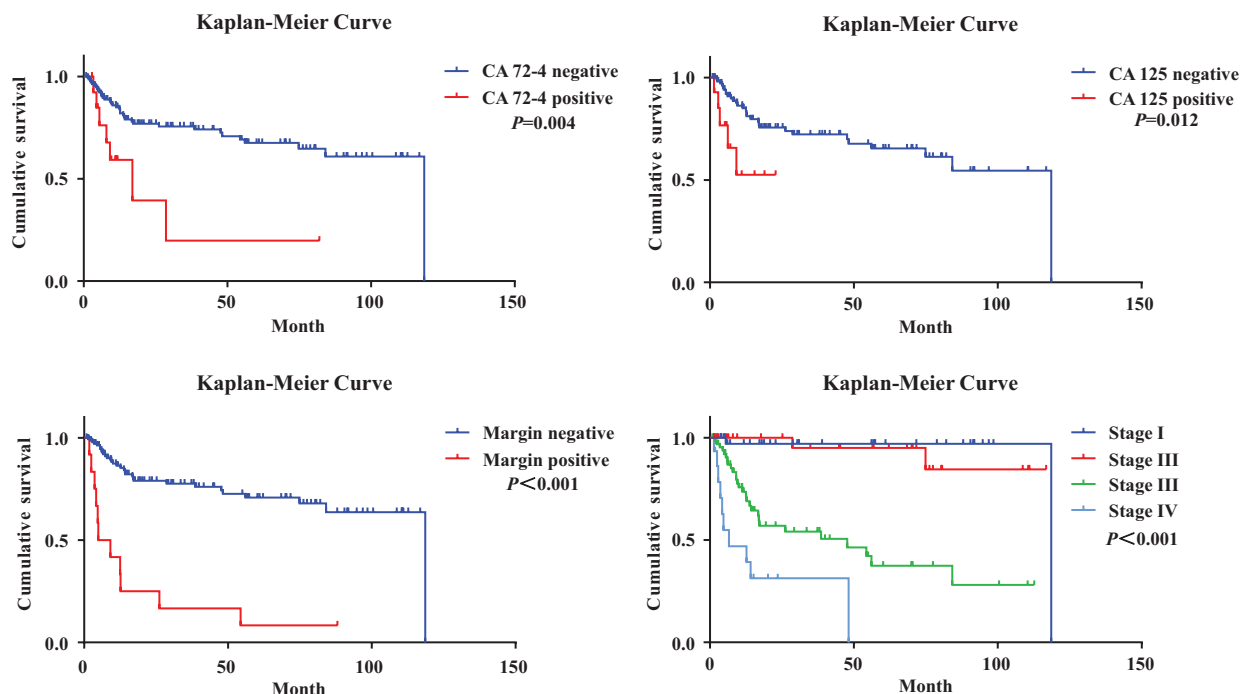 Kaplan-Meier Curve
Cumulative survival
1.0
0.5
0.0
0
50
100
150
Month
CA 72-4 negative
CA 72-4 positive
P=0.004
Kaplan-Meier Curve
Cumulative survival
1.0
0.5
0.0
0
50
100
150
Month
CA 125 negative
CA 125 positive
P=0.012
Kaplan-Meier Curve
Cumulative survival
1.0
0.5
0.0
0
50
100
150
Month
Margin negative
Margin positive
P<0.001
Kaplan-Meier Curve
Cumulative survival
1.0
0.5
0.0
0
50
100
150
Month
Stage I
Stage III
Stage III
Stage IV
P<0.001